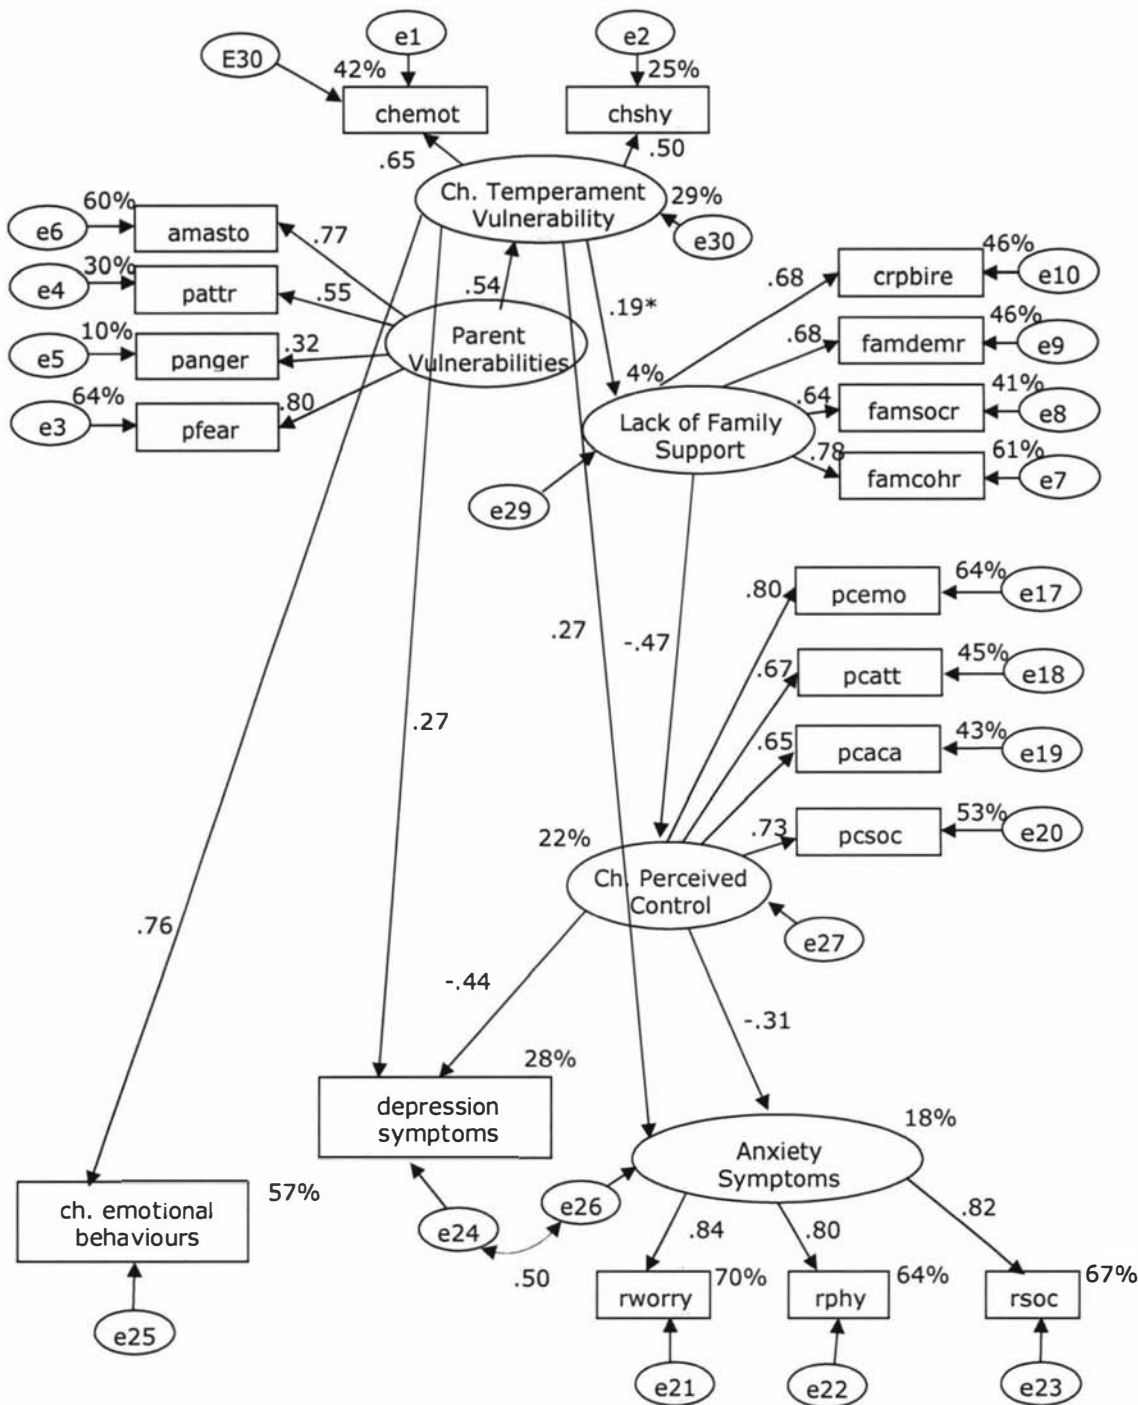 e1
e2
E30
42%
25%
chemot
chshy
.65
.50
Ch. Temperament
Vulnerability
29%
e30
60%
e6
amasto
.77
30%
e4
pattr
.55
.54
10%
e5
panger
.32
Parent
Vulnerabilities
64%
e3
pfear
.80
.19*
.68
crpbire
46%
e10
.68
famdemr
46%
e9
4%
.64
famsocr
41%
e8
Lack of Family
Support
.78
famcohr
61%
e7
e29
.80
pcemo
64%
e17
.27
-.47
.67
pcatt
45%
e18
.27
.65
pcaca
43%
e19
.73
pcsoc
53%
e20
22%
Ch. Perceived
Control
e27
.76
-.44
-.31
28%
depression
symptoms
18%
Anxiety
Symptoms
57%
ch. emotional
behaviours
e24
e26
.50
.84
.80
.82
rworry
70%
rphy
64%
rsoc
67%
e25
e21
e22
e23